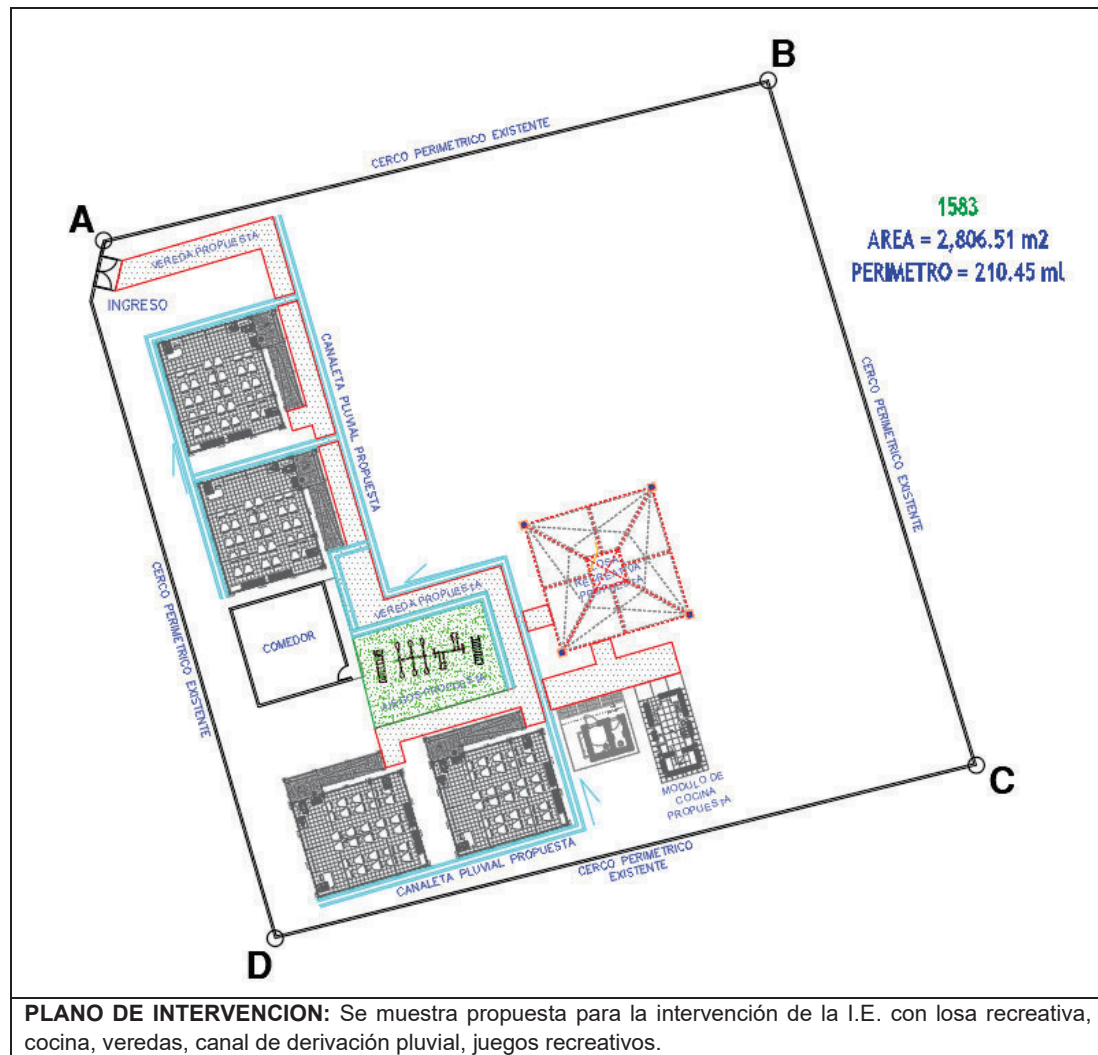 B
CERCO PERIMETRICO EXISTENTE
A
1583
AREA = 2,806.51 m2
PERIMETRO = 210.45 ml
VEREDA PROPUESTA
INGRESO
CANALETA PLUVIAL PROPUESTA
CERCO PERIMETRICO EXISTENTE
CERCO PERIMETRICO EXISTENTE
RECREATIVA
VEREDA PROPUESTA
COMEDOR
C
MODULO DE
COCINA
PROPUESTA
CANALETA PLUVIAL PROPUESTA
CERCO PERIMETRICO
EXISTENTE
D
PLANO DE INTERVENCION: Se muestra propuesta para la intervención de la I.E. con losa recreativa,
cocina, veredas, canal de derivación pluvial, juegos recreativos.